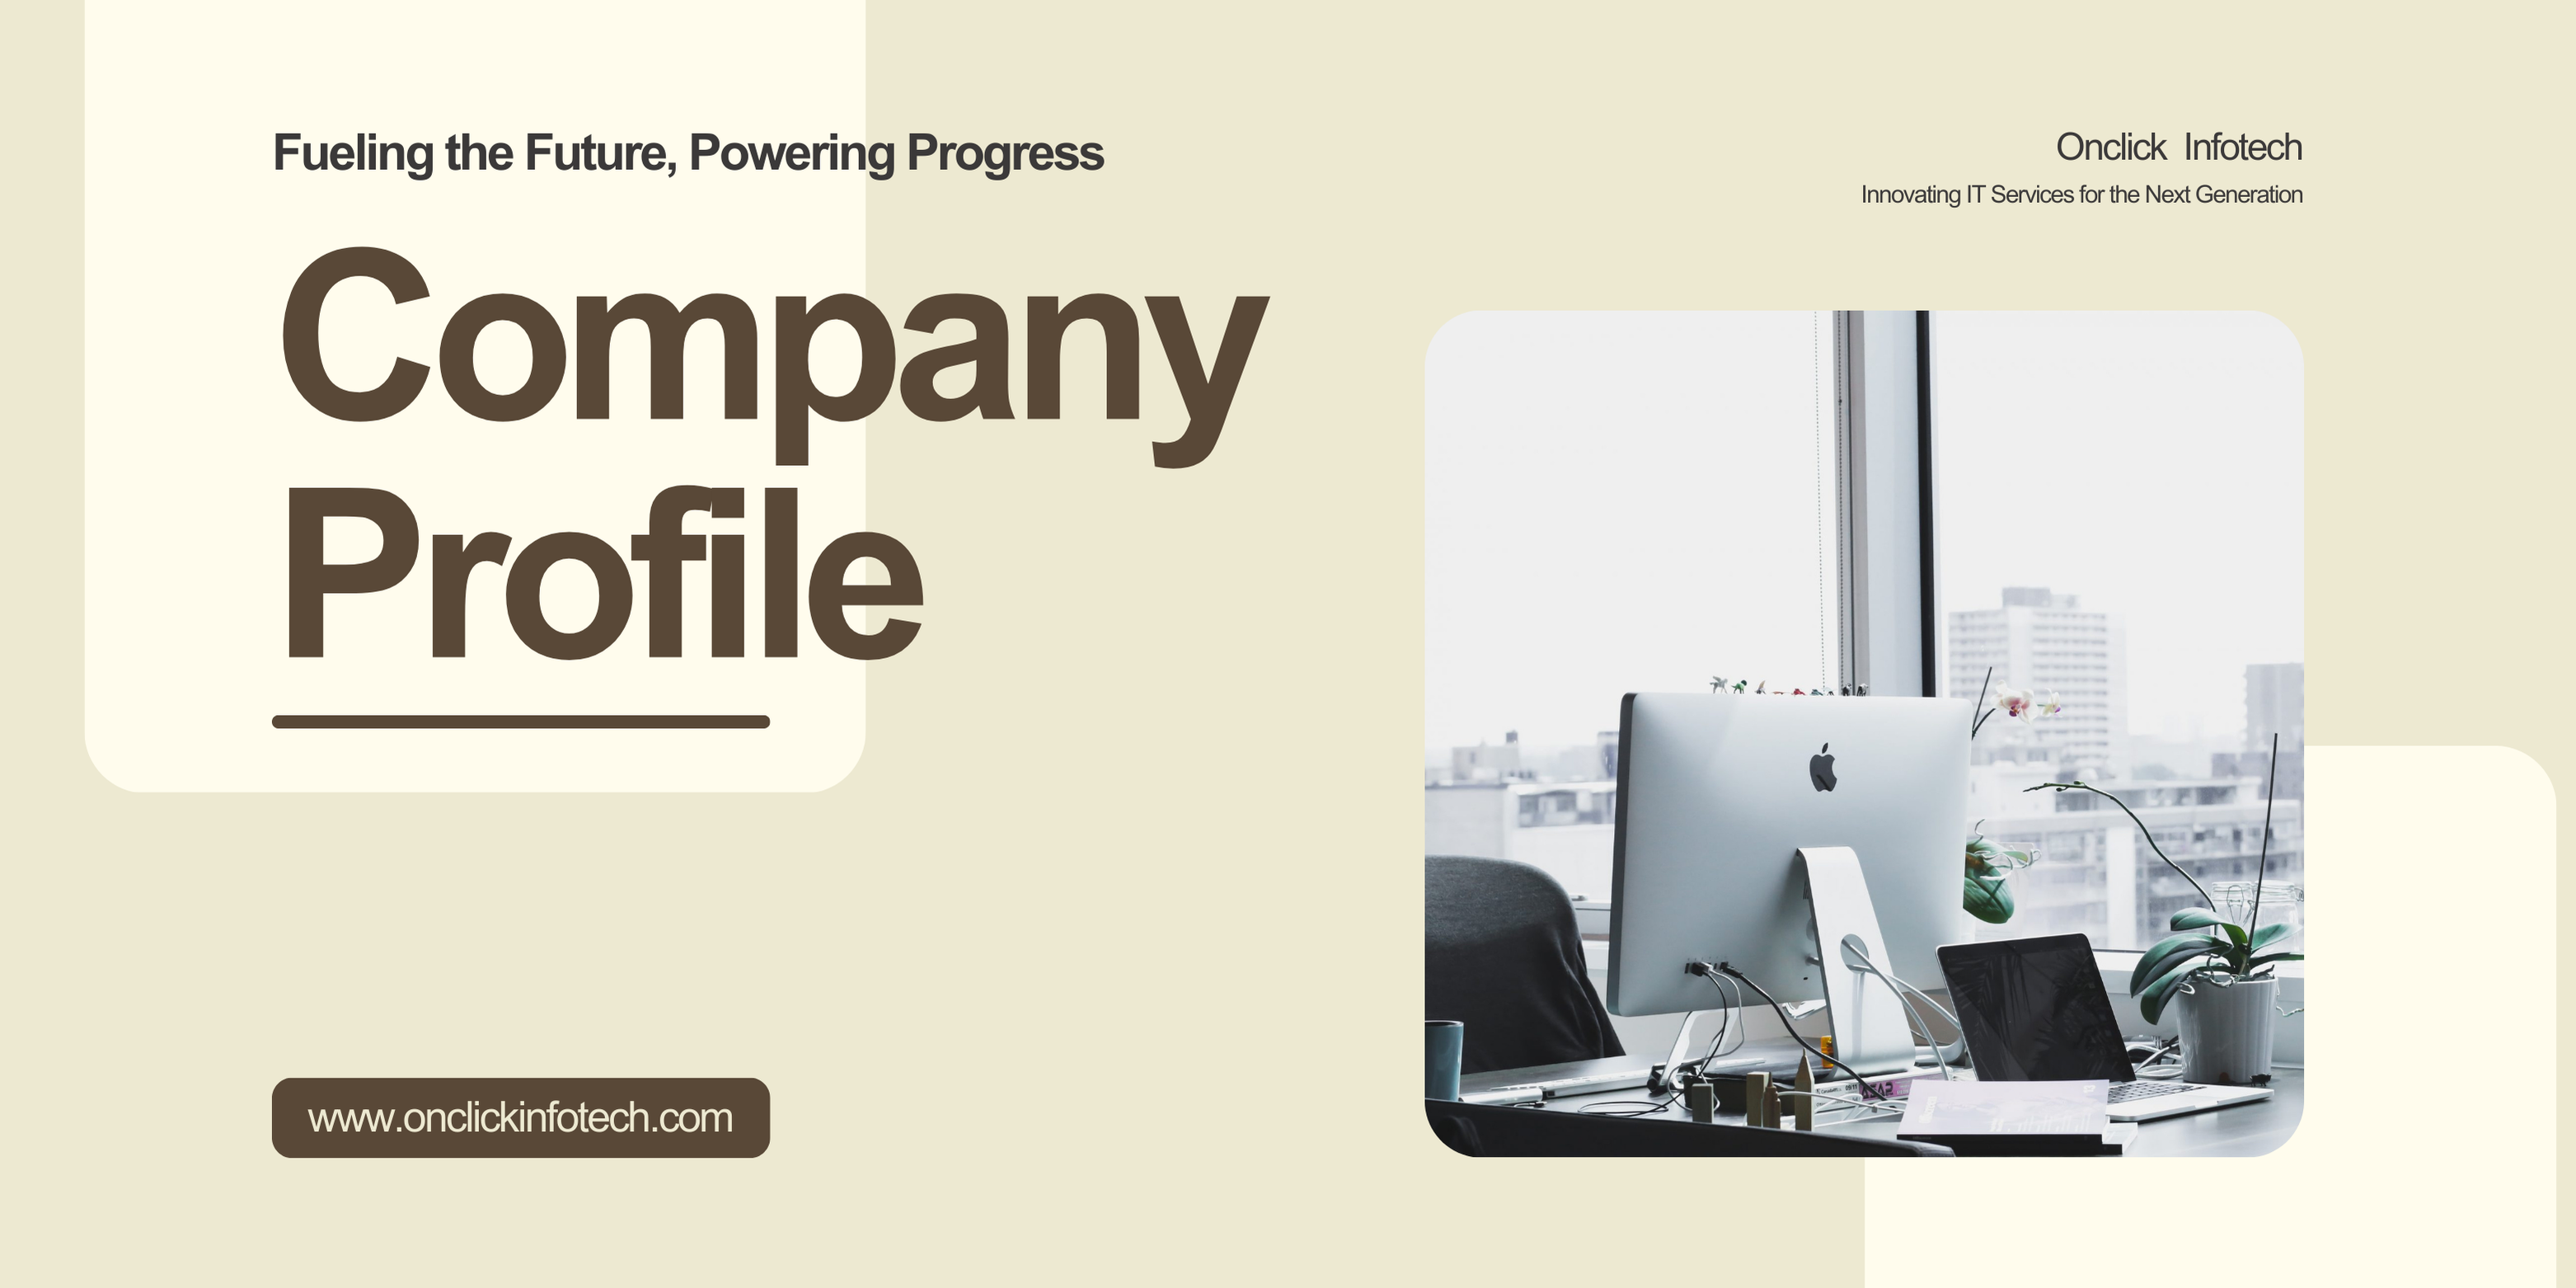 Fueling the Future, Powering Progress
Onclick Infotech
Innovating IT Services for the Next Generation
Company
Profile
www.onclickinfotech.com